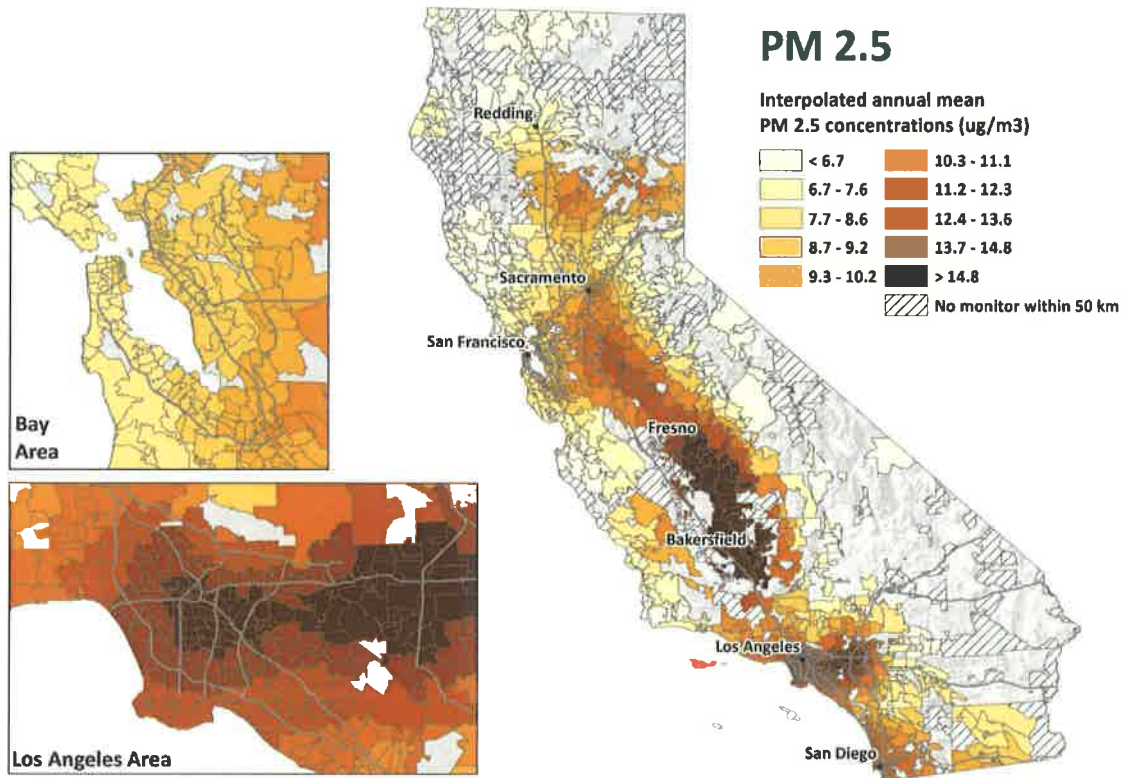 PM 2.5
Interpolated annual mean
PM 2.5 concentrations (ug/m3)
< 6.7
6.7 - 7.6
7.7 - 8.6
8.7 - 9.2
9.3 - 10.2
10.3 - 11.1
11.2 - 12.3
12.4 - 13.6
13.7 - 14.8
> 14.8
No monitor within 50 km
Redding
Sacramento
San Francisco
Fresno
Bakersfield
Los Angeles
San Diego
Bay
Area
Los Angeles Area